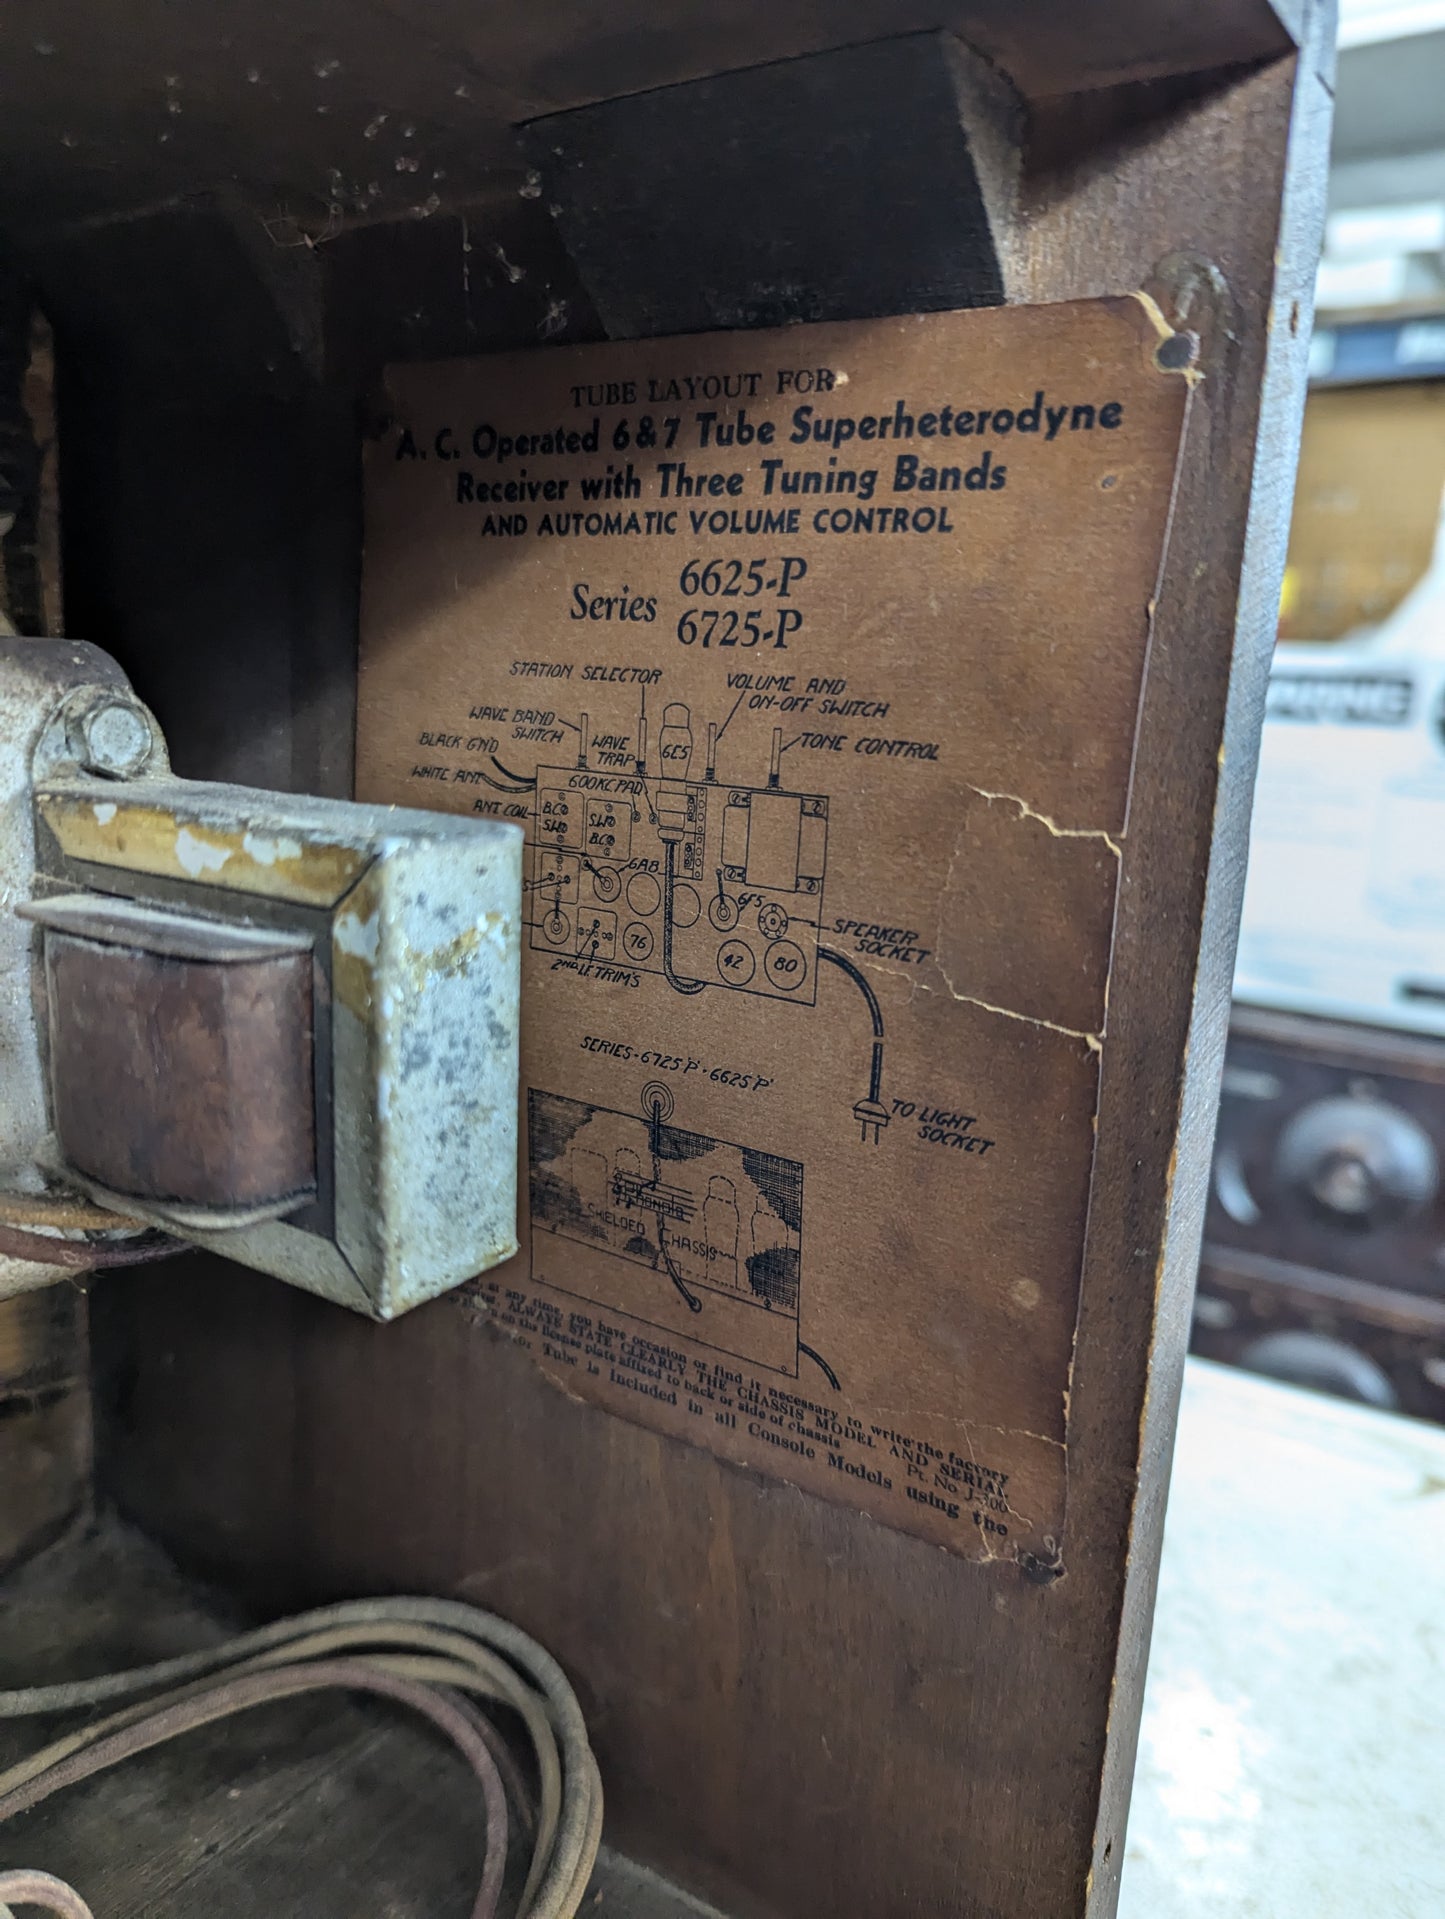 TUBE LAYOUT FOR
A. C. Operated 6 & 7 Tube Superheterodyne
Receiver with Three Tuning Bands
AND AUTOMATIC VOLUME CONTROL
Series 6625-P
6725-P
STATION SELECTOR
VOLUME AND
ON-OFF SWITCH
WAVE BAND
SWITCH
WAVE
TRAP
6E5
TONE CONTROL
BLACK GND
WHITE ANT
600KC PAD
ANT COIL
B.C.
S.W.
S.W.
B.C.
6A8
6F5
SPEAKER
SOCKET
76
42
80
2ND I.F. TRIM'S
SERIES-6725'P'-6625'P'
TO LIGHT
SOCKET
SHIELDED CHASSIS
at any time, you have occasion or find it necessary to write the factory
ALWAYS STATE CLEARLY THE CHASSIS MODEL AND SERIAL
on the license plate affixed to back or side of chassis
Pt. No. J-300
Tube is included in all Console Models using the